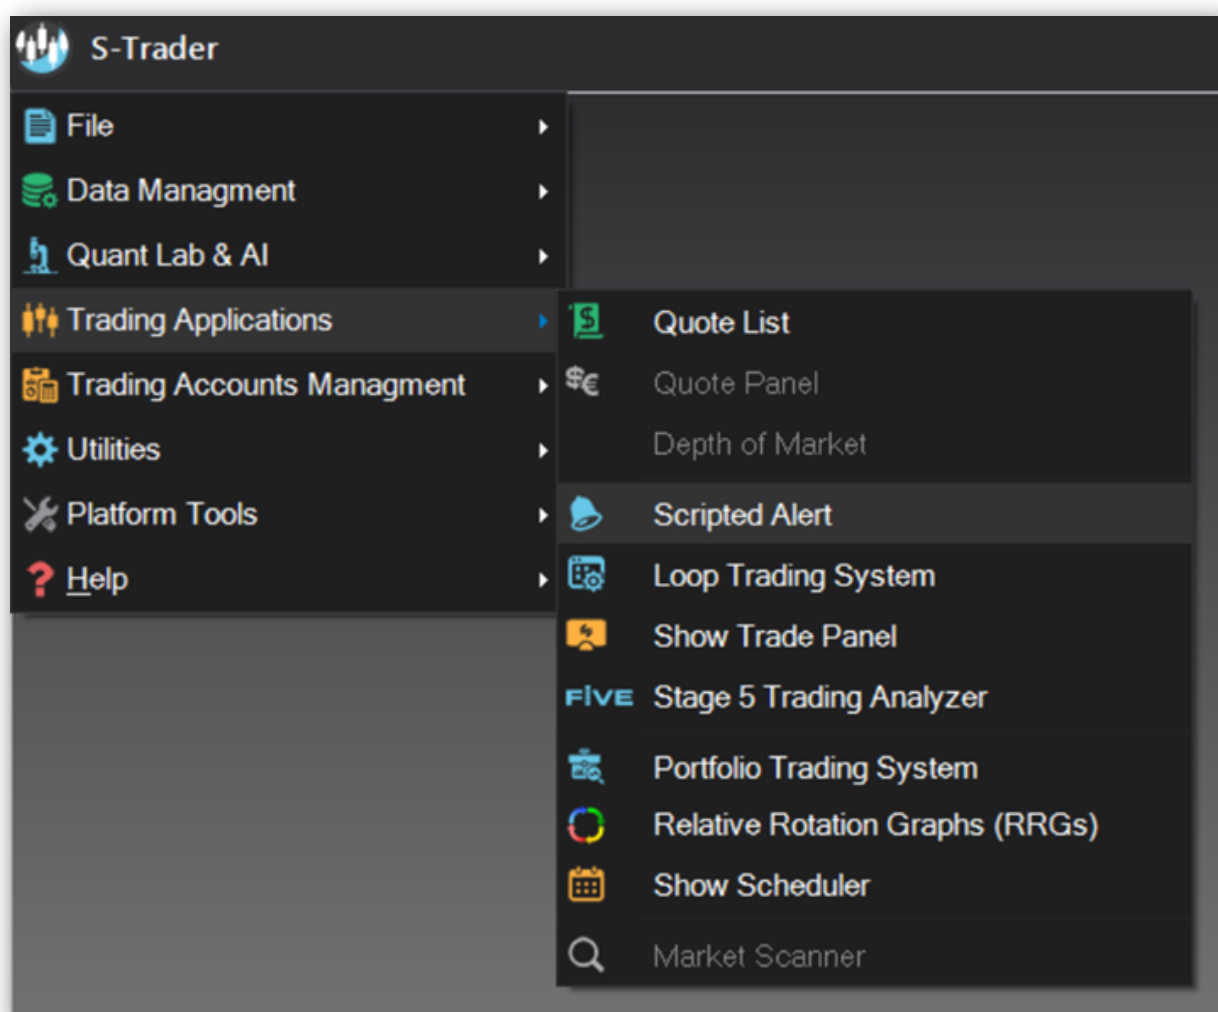 S-Trader
File
Data Managment
Quant Lab & AI
Trading Applications
Trading Accounts Managment
Utilities
Platform Tools
Help
Quote List
Quote Panel
Depth of Market
Scripted Alert
Loop Trading System
Show Trade Panel
FIVE Stage 5 Trading Analyzer
Portfolio Trading System
Relative Rotation Graphs (RRGs)
Show Scheduler
Market Scanner